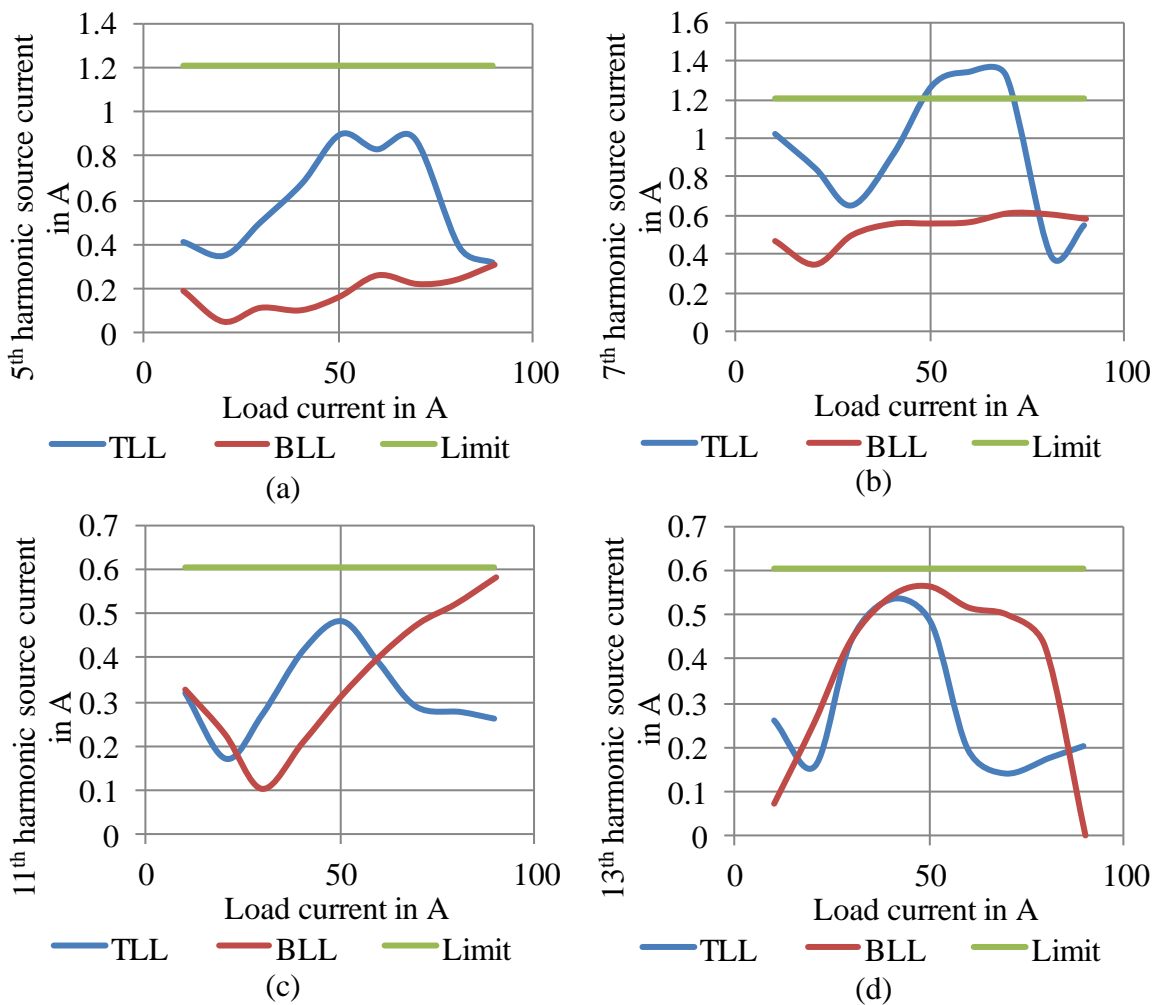 5th harmonic source current
in A
1.4
1.2
1
0.8
0.6
0.4
0.2
0
0 50 100
Load current in A
TLL BLL Limit
(a)
7th harmonic source current
in A
1.6
1.4
1.2
1
0.8
0.6
0.4
0.2
0
0 50 100
Load current in A
TLL BLL Limit
(b)
11th harmonic source current
in A
0.7
0.6
0.5
0.4
0.3
0.2
0.1
0
0 50 100
Load current in A
TLL BLL Limit
(c)
13th harmonic source current
in A
0.7
0.6
0.5
0.4
0.3
0.2
0.1
0
0 50 100
Load current in A
TLL BLL Limit
(d)